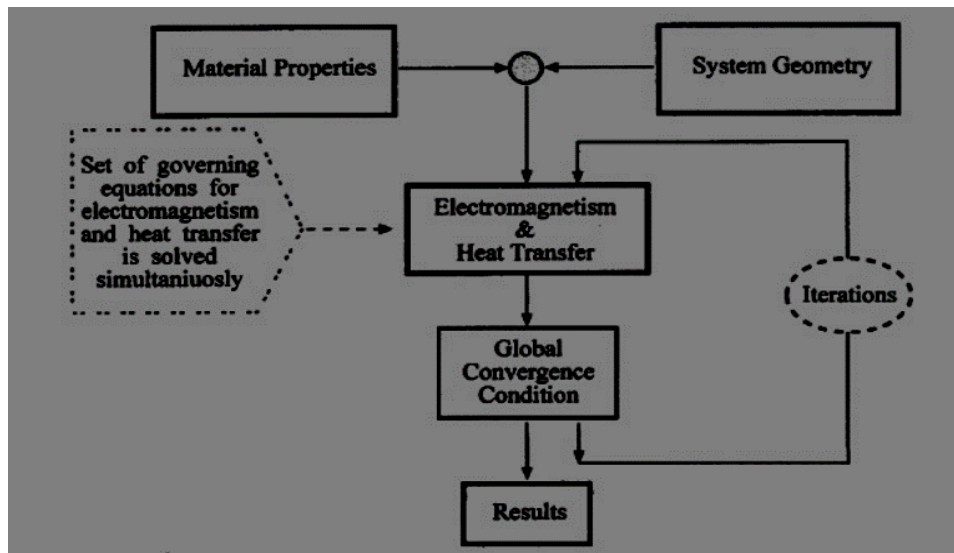 Material Properties
System Geometry
Set of governing
equations for
electromagnetism
and heat transfer
is solved
simultaniuosly
Electromagnetism
&
Heat Transfer
Iterations
Global
Convergence
Condition
Results